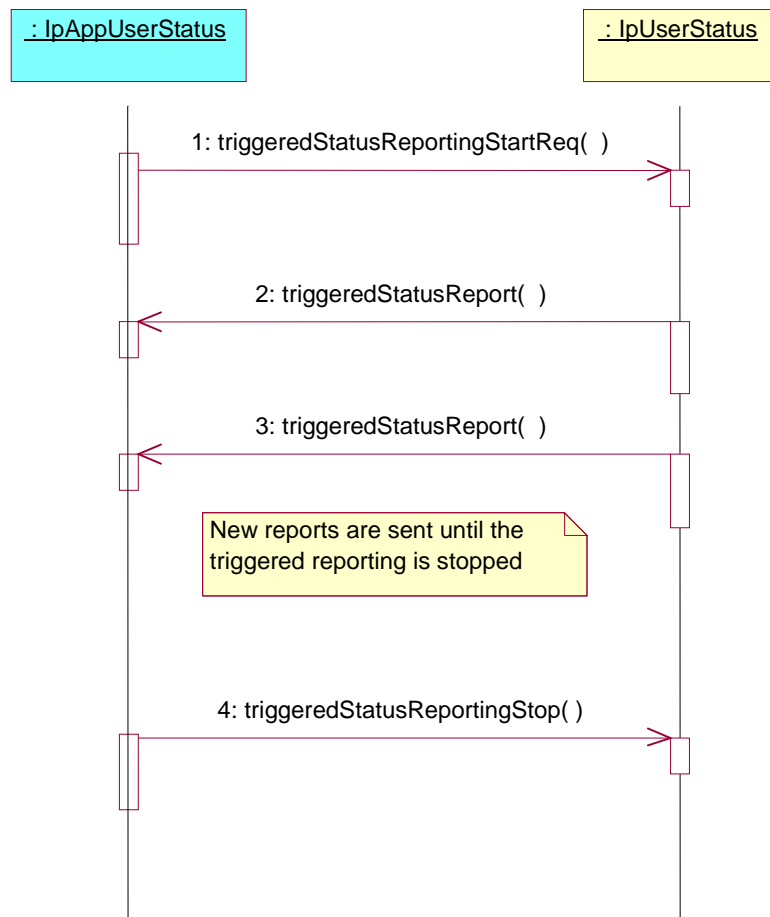 : IpAppUserStatus
: IpUserStatus
1: triggeredStatusReportingStartReq( )
2: triggeredStatusReport( )
3: triggeredStatusReport( )
New reports are sent until the
triggered reporting is stopped
4: triggeredStatusReportingStop( )